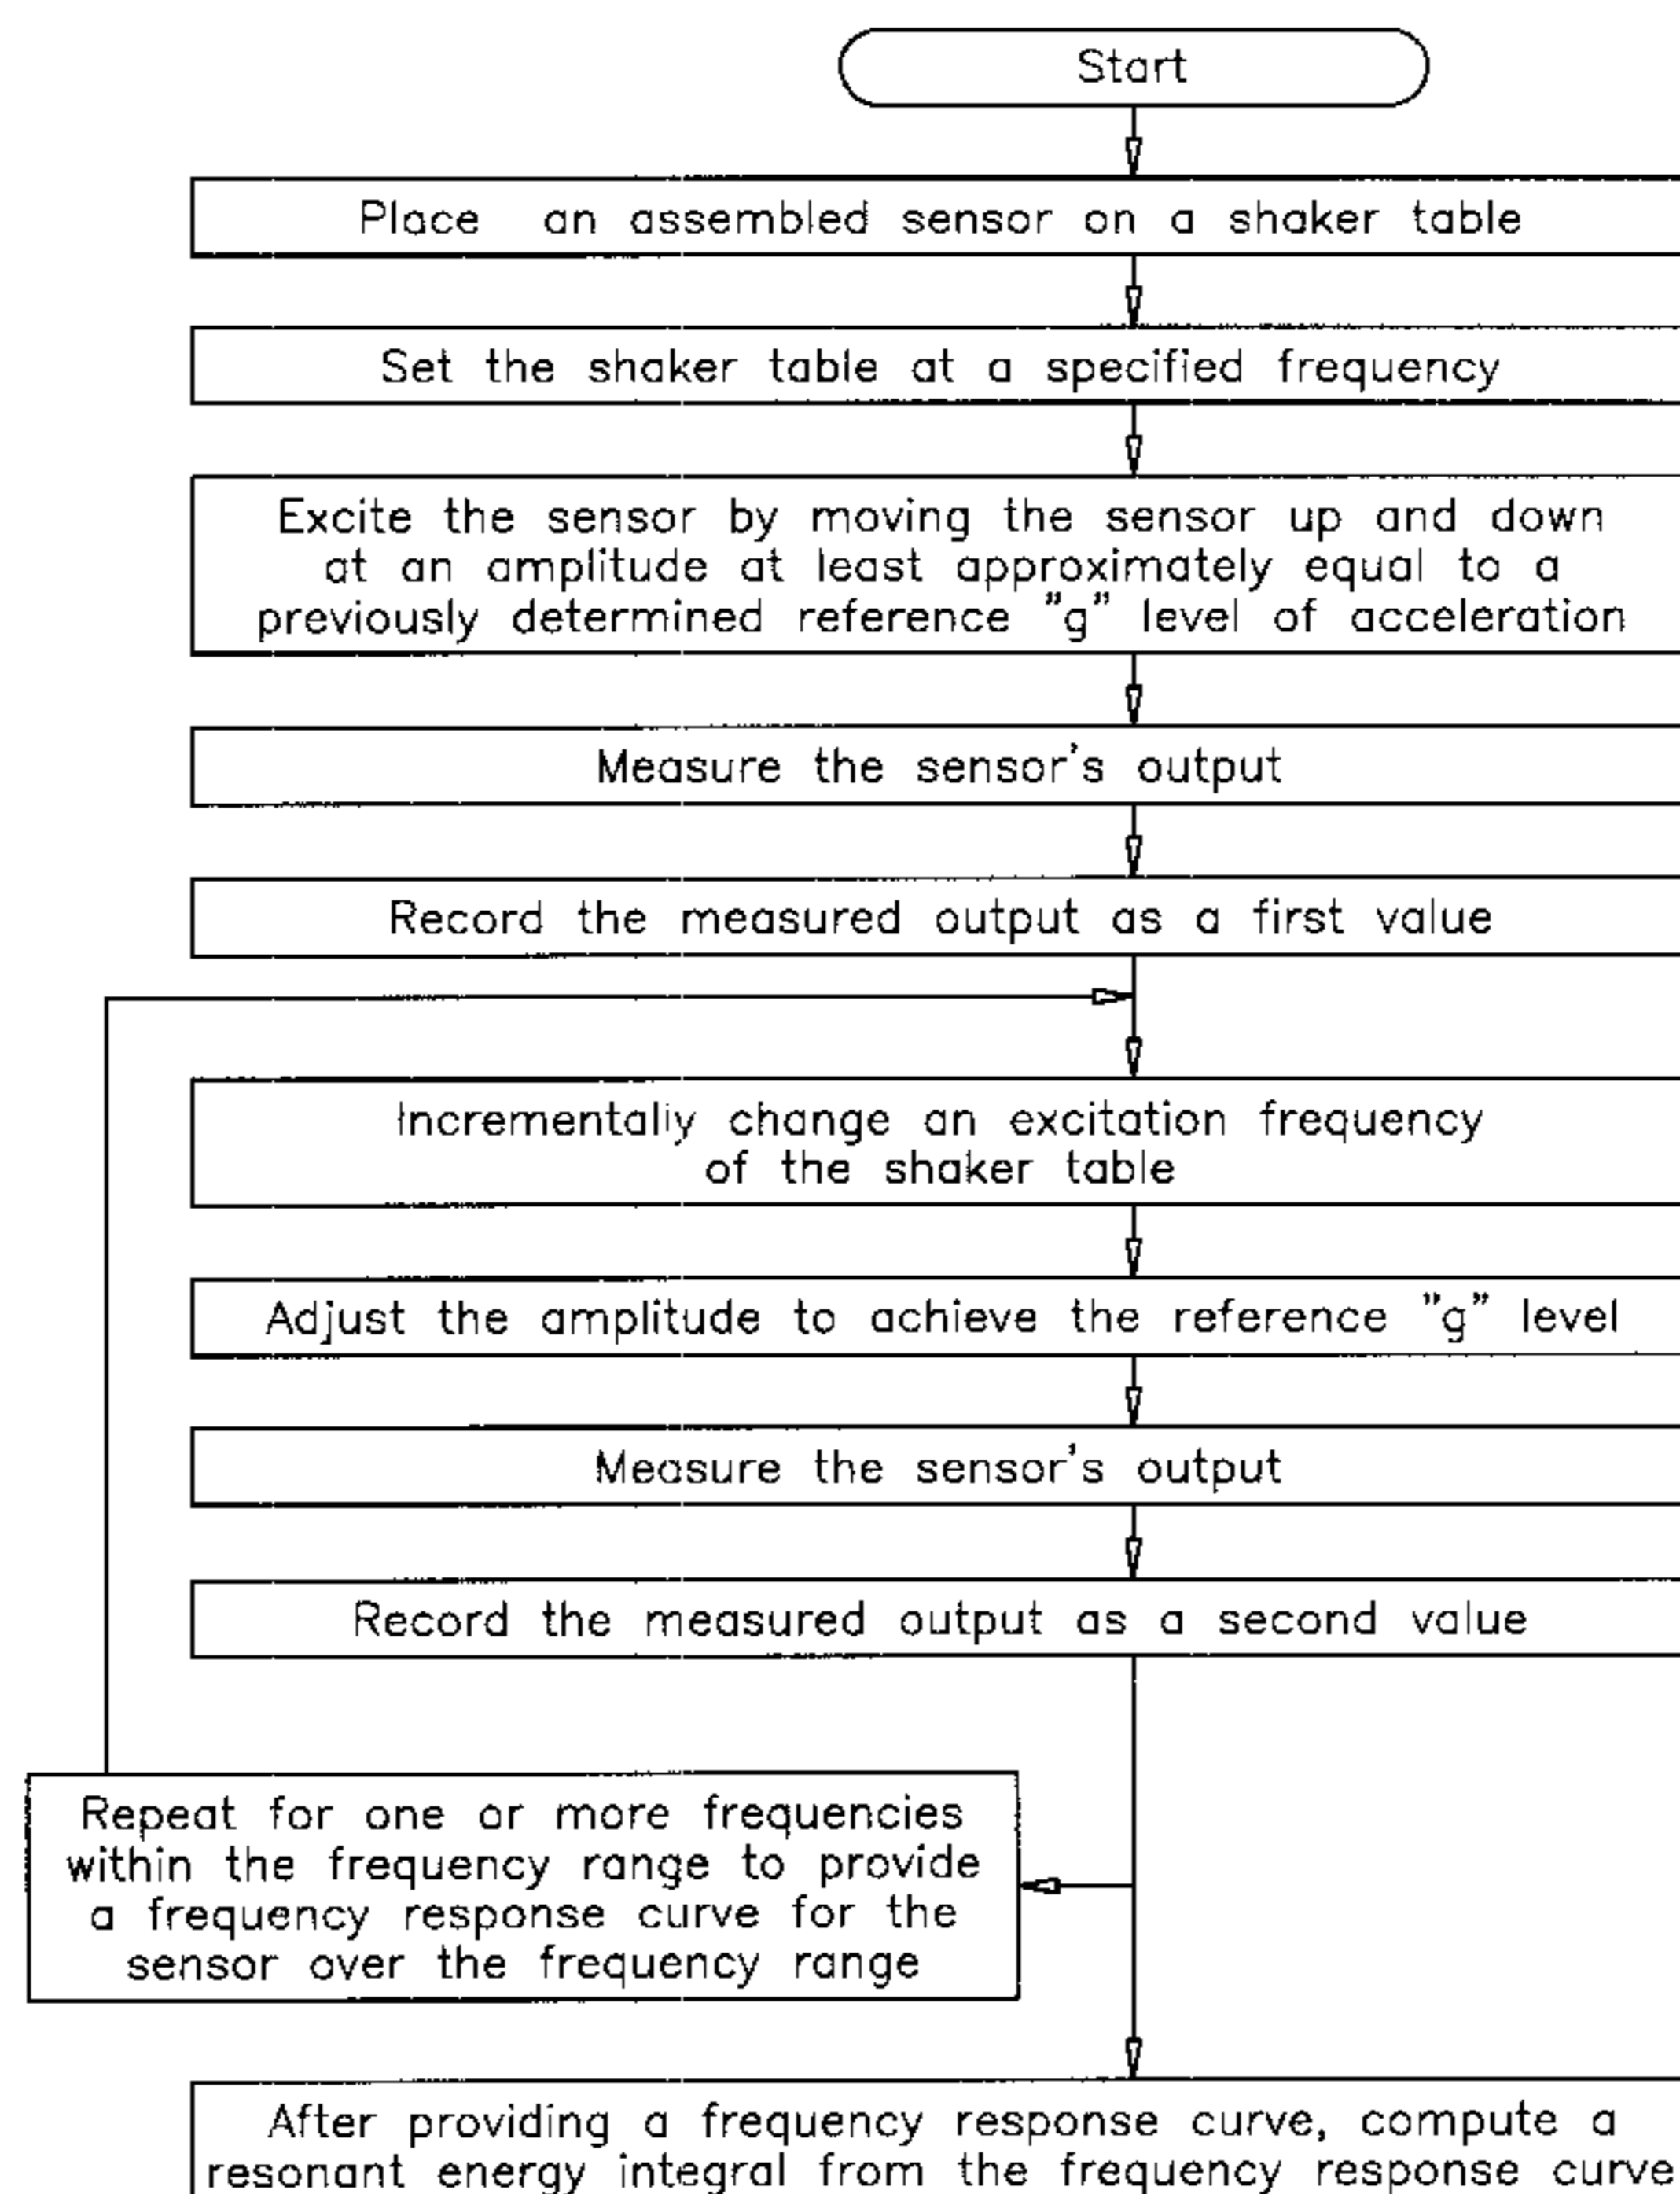 Start
Place an assembled sensor on a shaker table
Set the shaker table at a specified frequency
Excite the sensor by moving the sensor up and down
at an amplitude at least approximately equal to a
previously determined reference "g" level of acceleration
Measure the sensor's output
Record the measured output as a first value
Incrementally change an excitation frequency
of the shaker table
Adjust the amplitude to achieve the reference "g" level
Measure the sensor's output
Record the measured output as a second value
Repeat for one or more frequencies
within the frequency range to provide
a frequency response curve for the
sensor over the frequency range
After providing a frequency response curve, compute a
resonant energy integral from the frequency response curve